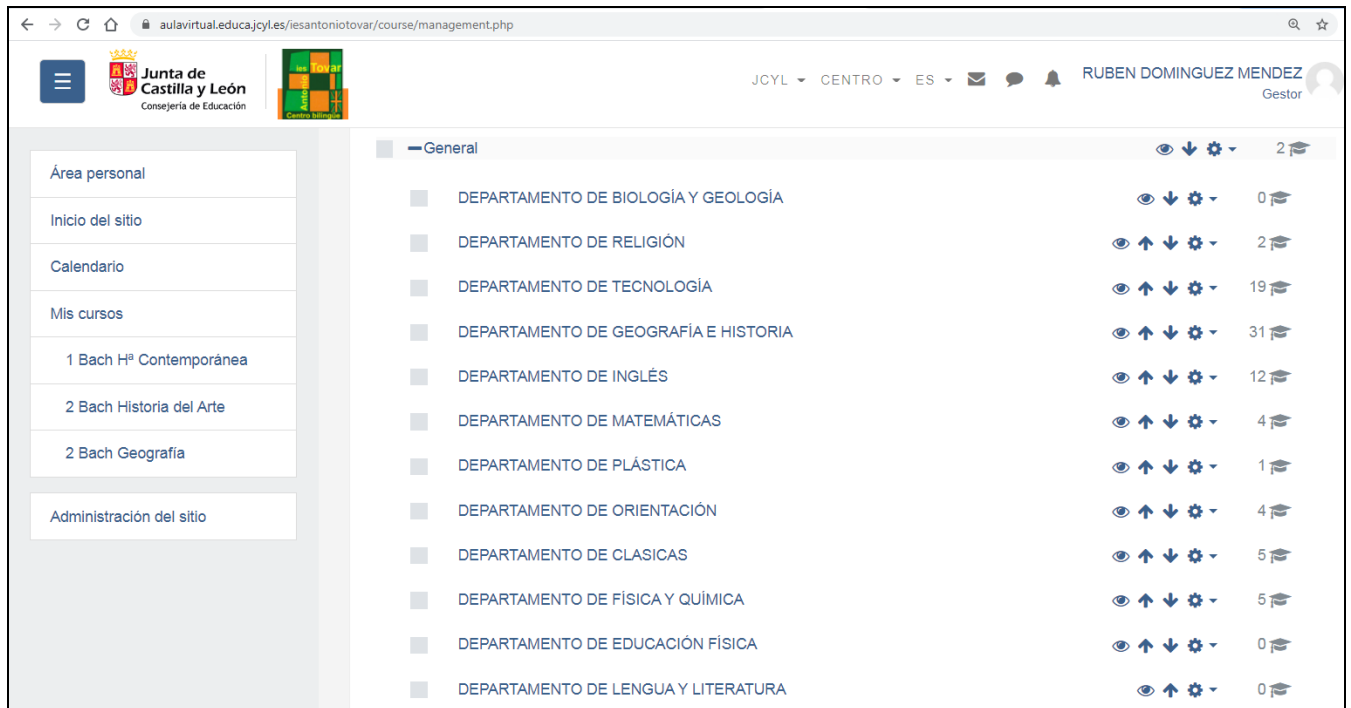 aulavirtual.educa.jcyl.es/iesantoniotovar/course/management.php
Junta de
Castilla y León
Consejería de Educación
ies Tovar
Antonio
Centro bilingüe
JCYL CENTRO ES
RUBEN DOMINGUEZ MENDEZ
Gestor
Área personal
Inicio del sitio
Calendario
Mis cursos
1 Bach Hª Contemporánea
2 Bach Historia del Arte
2 Bach Geografía
Administración del sitio
General 2
DEPARTAMENTO DE BIOLOGÍA Y GEOLOGÍA 0
DEPARTAMENTO DE RELIGIÓN 2
DEPARTAMENTO DE TECNOLOGÍA 19
DEPARTAMENTO DE GEOGRAFÍA E HISTORIA 31
DEPARTAMENTO DE INGLÉS 12
DEPARTAMENTO DE MATEMÁTICAS 4
DEPARTAMENTO DE PLÁSTICA 1
DEPARTAMENTO DE ORIENTACIÓN 4
DEPARTAMENTO DE CLASICAS 5
DEPARTAMENTO DE FÍSICA Y QUÍMICA 5
DEPARTAMENTO DE EDUCACIÓN FÍSICA 0
DEPARTAMENTO DE LENGUA Y LITERATURA 0